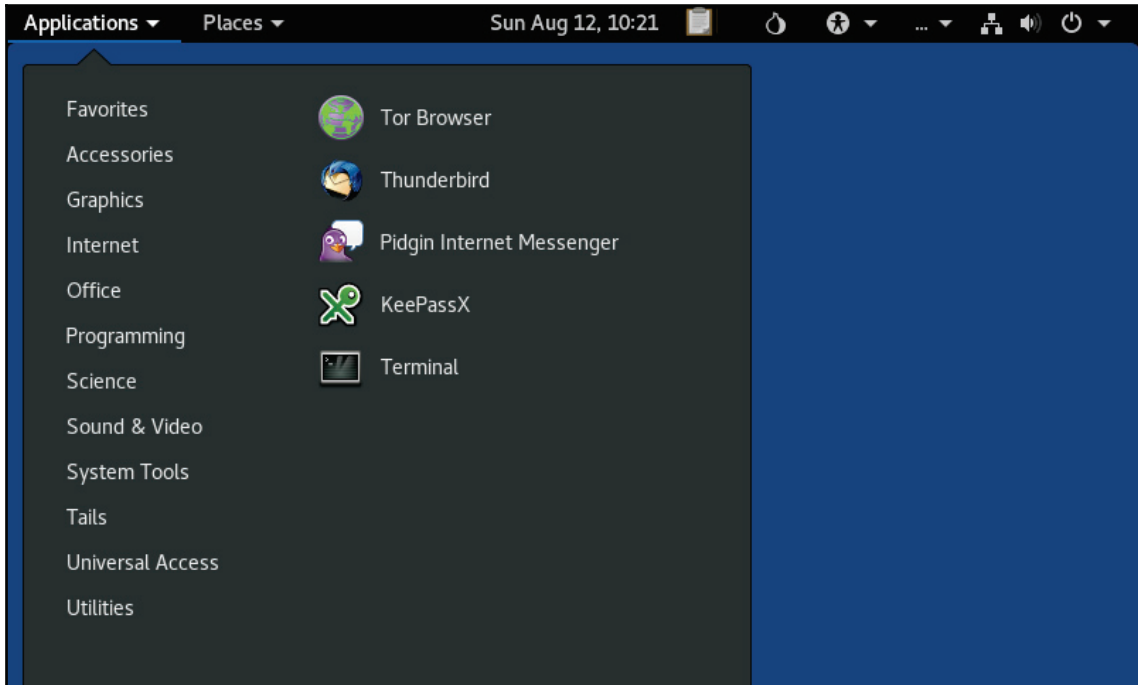 Applications Places Sun Aug 12, 10:21 ...
Favorites
Accessories
Graphics
Internet
Office
Programming
Science
Sound & Video
System Tools
Tails
Universal Access
Utilities
Tor Browser
Thunderbird
Pidgin Internet Messenger
KeePassX
Terminal